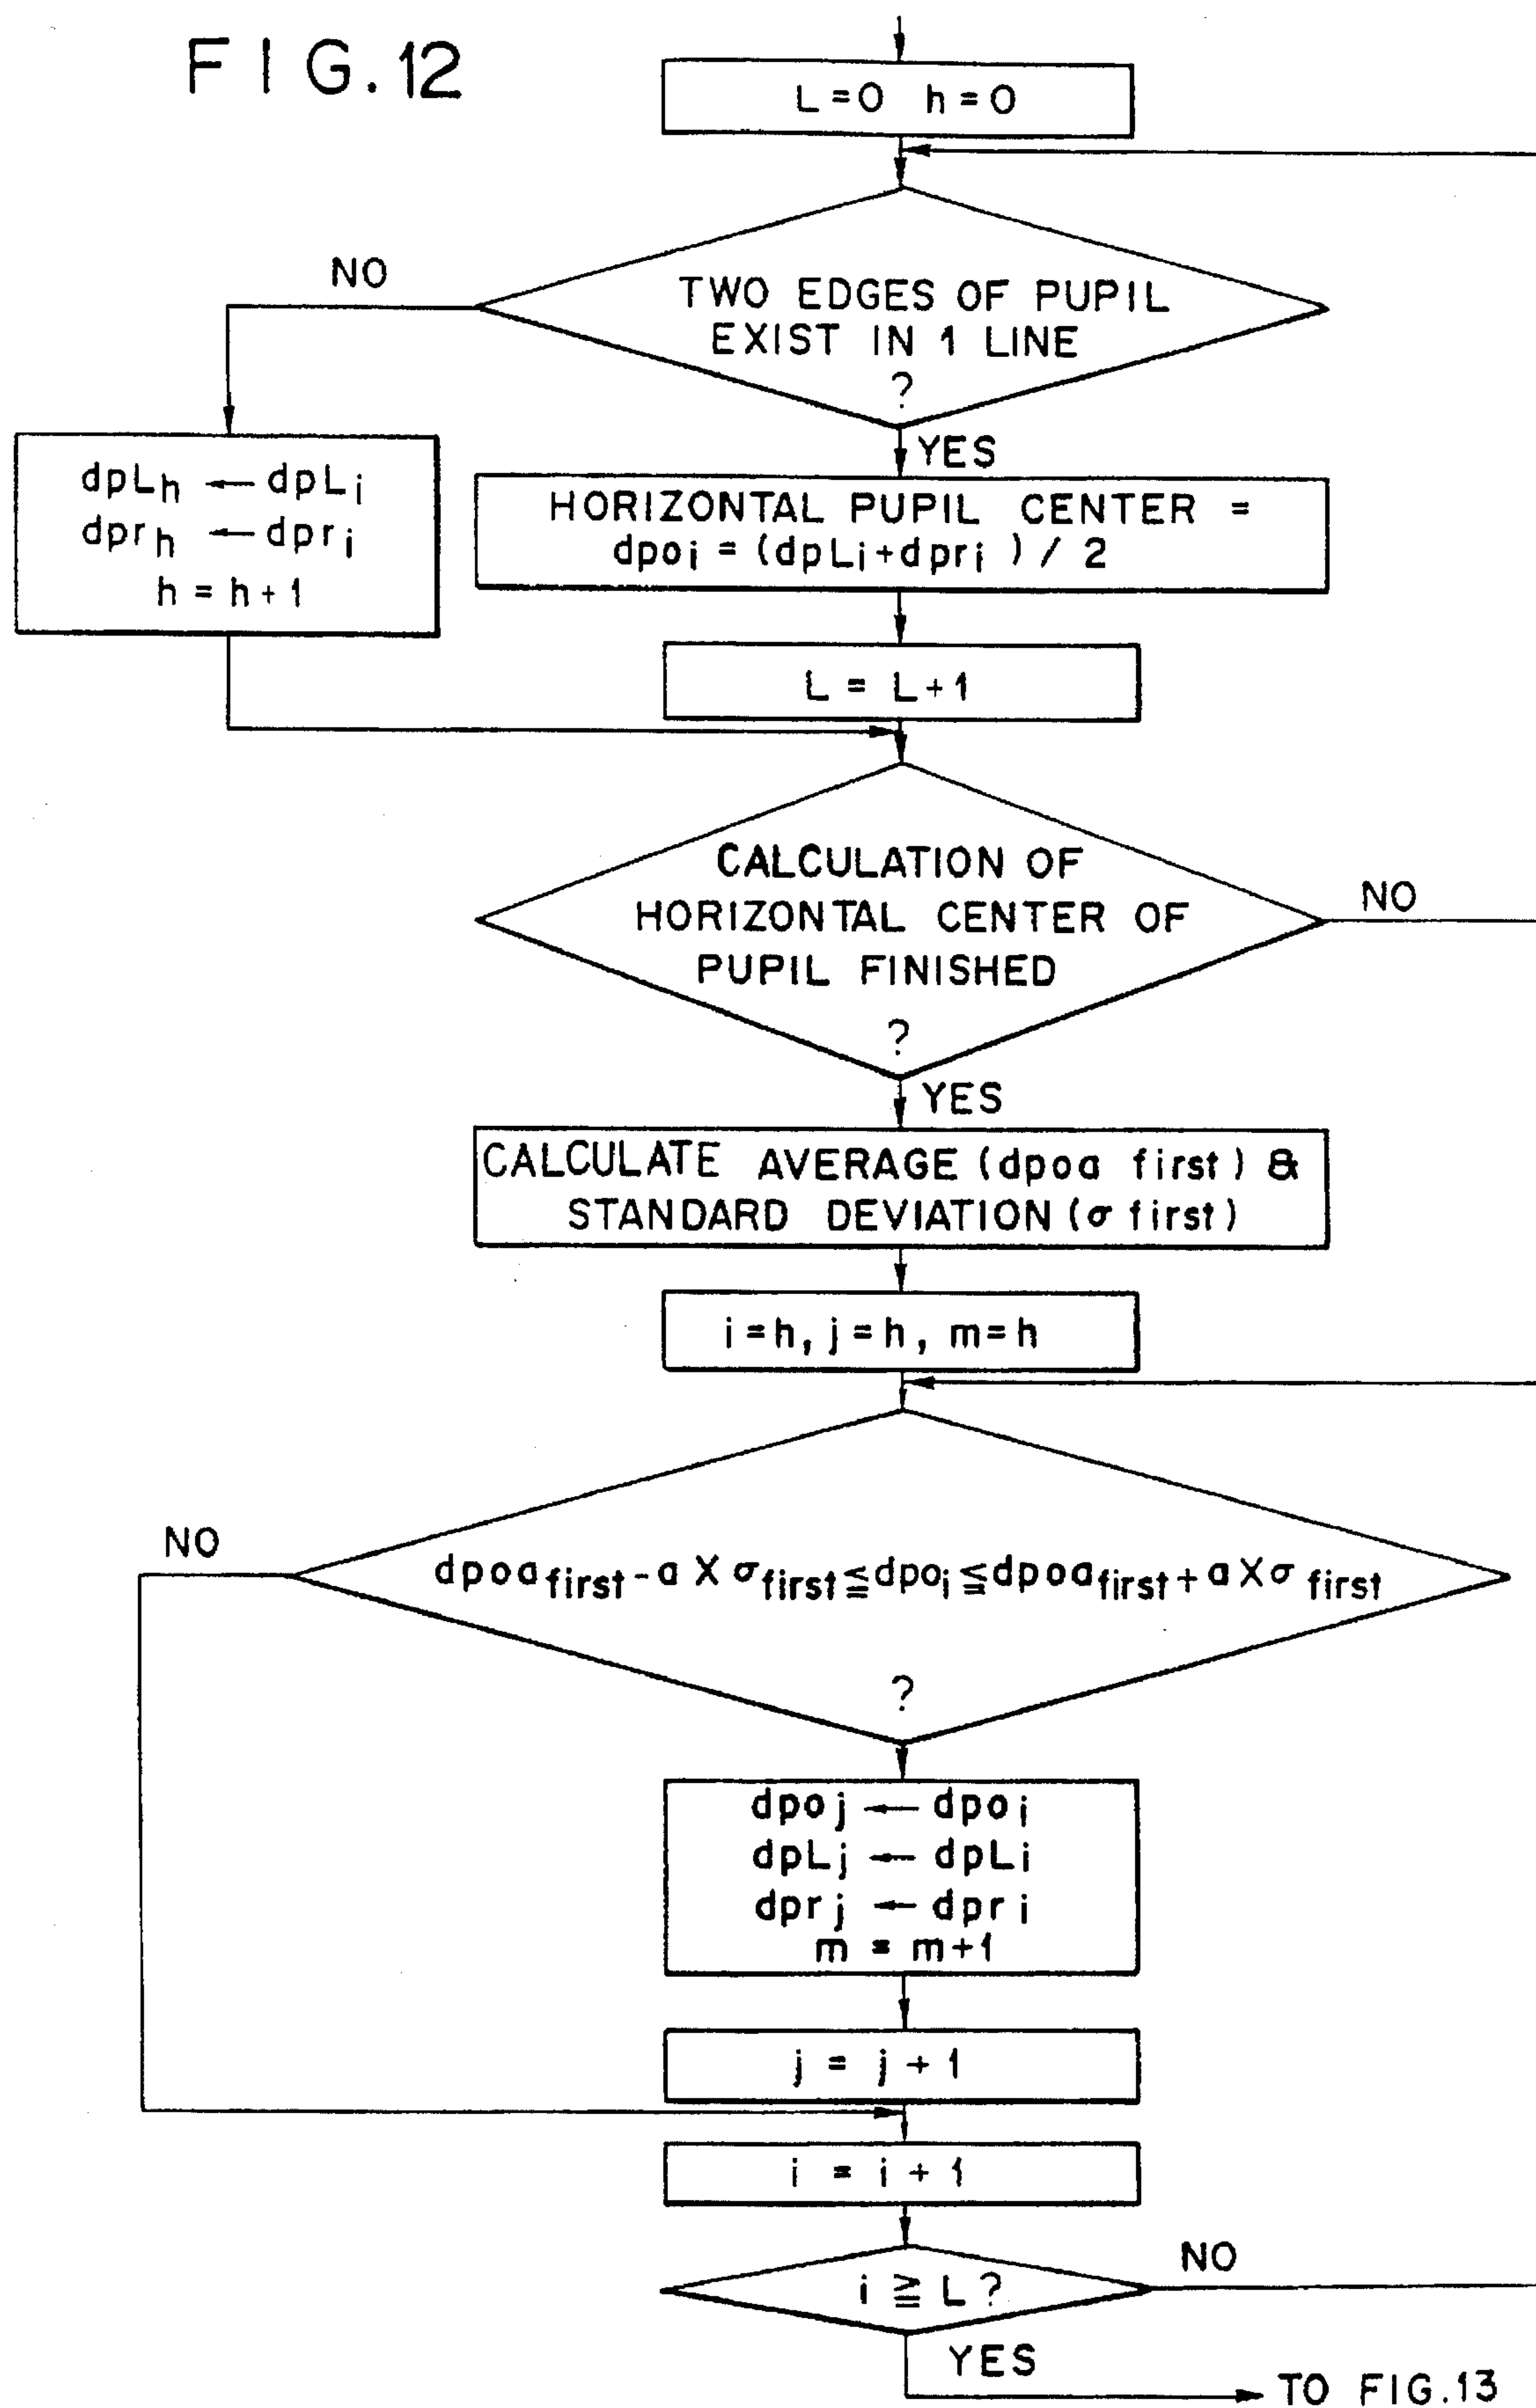 FIG.12
L=0 h=0
NO
TWO EDGES OF PUPIL
EXIST IN 1 LINE
?
YES
dpLh ← dpLi
dprh ← dpri
h = h+1
HORIZONTAL PUPIL CENTER =
dpoi = (dpLi+dpri) / 2
L = L+1
CALCULATION OF
HORIZONTAL CENTER OF
PUPIL FINISHED
?
NO
YES
CALCULATE AVERAGE (dpoa first) &
STANDARD DEVIATION (σ first)
i=h, j=h, m=h
NO
dpoafirst - a X σfirst ≦ dpoi ≦ dpoafirst + a X σ first
?
dpoj ← dpoi
dpLj ← dpLi
dprj ← dpri
m = m+1
j = j + 1
i = i + 1
i ≧ L ?
NO
YES
TO FIG.13